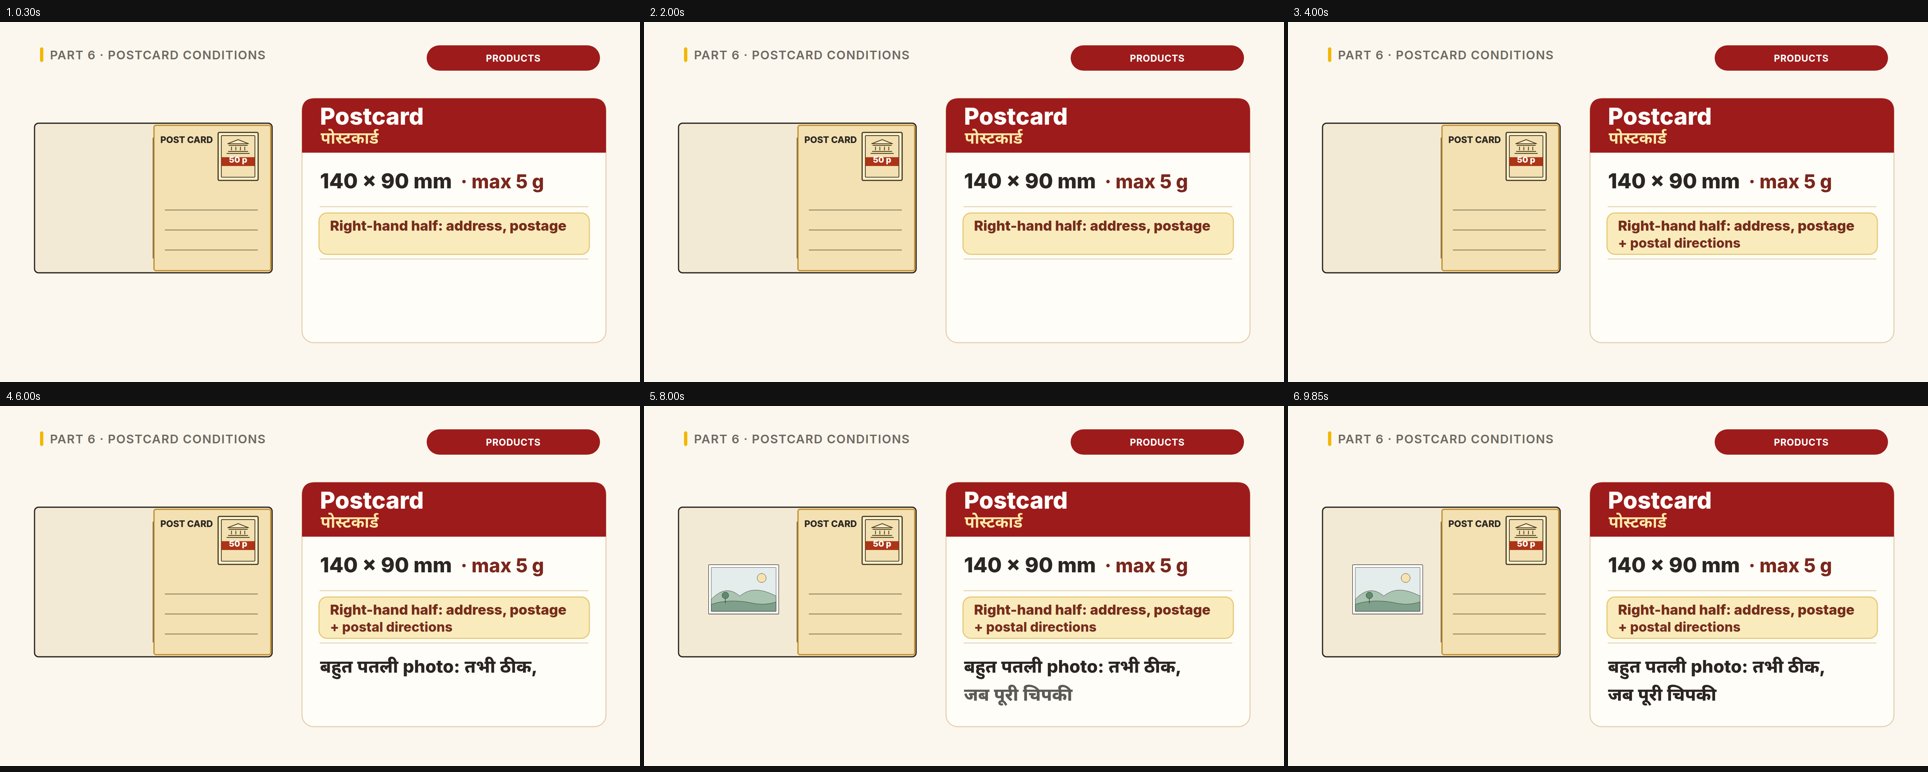 1. 0.30s
PART 6 · POSTCARD CONDITIONS
PRODUCTS
POST CARD
50 p
Postcard
पोस्टकार्ड
140 × 90 mm · max 5 g
Right-hand half: address, postage
2. 2.00s
PART 6 · POSTCARD CONDITIONS
PRODUCTS
POST CARD
50 p
Postcard
पोस्टकार्ड
140 × 90 mm · max 5 g
Right-hand half: address, postage
3. 4.00s
PART 6 · POSTCARD CONDITIONS
PRODUCTS
POST CARD
50 p
Postcard
पोस्टकार्ड
140 × 90 mm · max 5 g
Right-hand half: address, postage
+ postal directions
4. 6.00s
PART 6 · POSTCARD CONDITIONS
PRODUCTS
POST CARD
50 p
Postcard
पोस्टकार्ड
140 × 90 mm · max 5 g
Right-hand half: address, postage
+ postal directions
बहुत पतली photo: तभी ठीक,
5. 8.00s
PART 6 · POSTCARD CONDITIONS
PRODUCTS
POST CARD
50 p
Postcard
पोस्टकार्ड
140 × 90 mm · max 5 g
Right-hand half: address, postage
+ postal directions
बहुत पतली photo: तभी ठीक,
जब पूरी चिपकी
6. 9.85s
PART 6 · POSTCARD CONDITIONS
PRODUCTS
POST CARD
50 p
Postcard
पोस्टकार्ड
140 × 90 mm · max 5 g
Right-hand half: address, postage
+ postal directions
बहुत पतली photo: तभी ठीक,
जब पूरी चिपकी